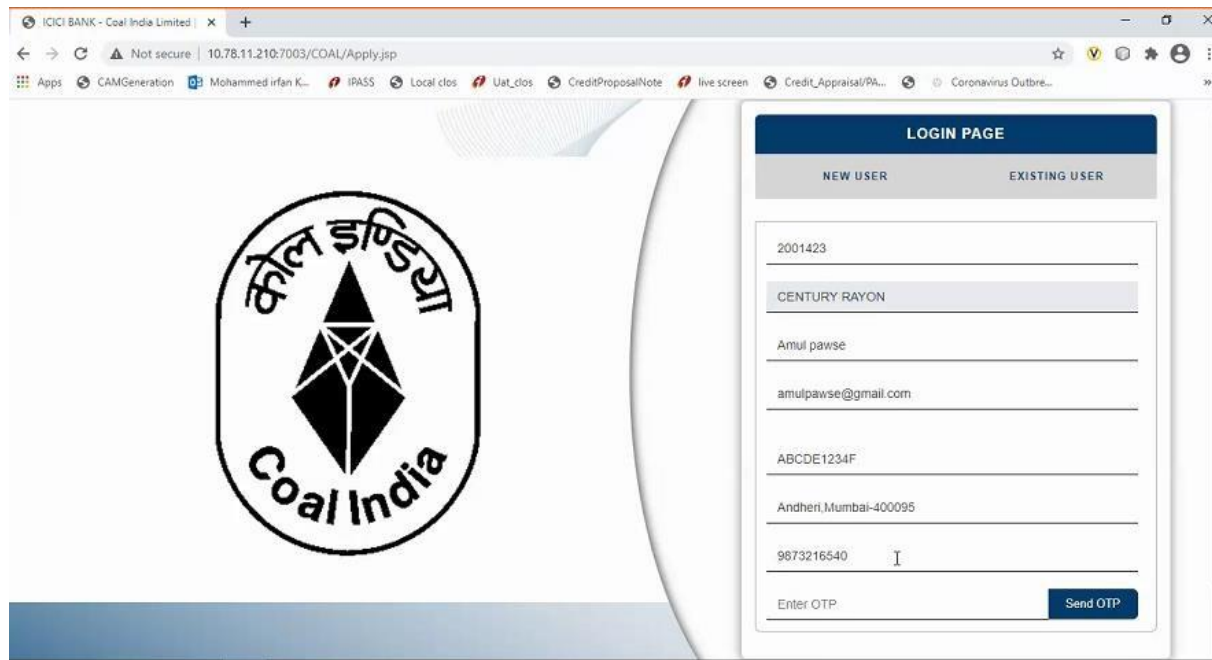 ICICI BANK - Coal India Limited
Not secure | 10.78.11.210:7003/COAL/Apply.jsp
Apps CAMGeneration Mohammed irfan K... IPASS Local clos Uat_clos CreditProposalNote live screen Credit_Appraisal/PA... Coronavirus Outbre...
LOGIN PAGE
NEW USER EXISTING USER
कोल इण्डिया
Coal India
2001423
CENTURY RAYON
Amul pawse
amulpawse@gmail.com
ABCDE1234F
Andheri,Mumbai-400095
9873216540
Enter OTP Send OTP